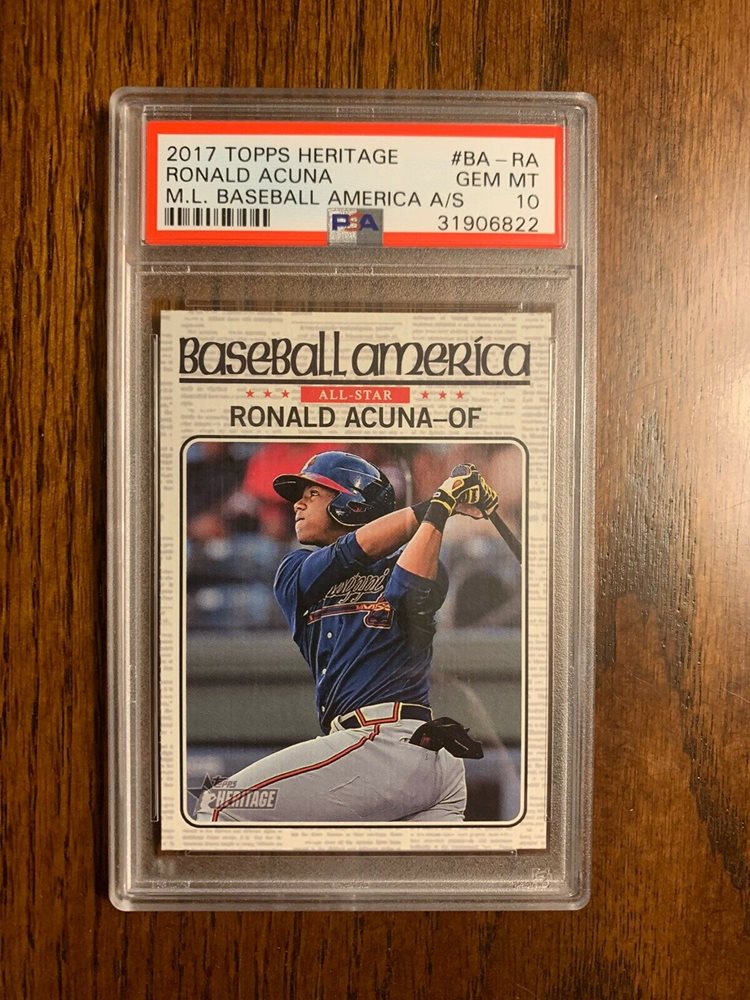 2017 TOPPS HERITAGE #BA-RA
RONALD ACUNA GEM MT
M.L. BASEBALL AMERICA A/S 10
PSA 31906822
Baseball america
ALL-STAR
RONALD ACUNA-OF
TOPPS
HERITAGE